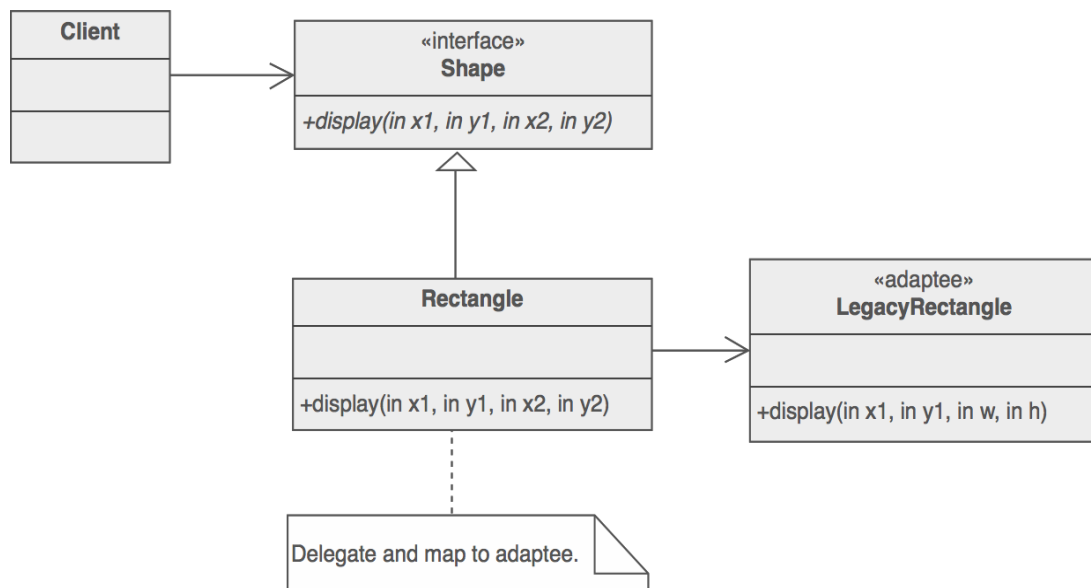 Client
«interface»
Shape
+display(in x1, in y1, in x2, in y2)
Rectangle
+display(in x1, in y1, in x2, in y2)
«adaptee»
LegacyRectangle
+display(in x1, in y1, in w, in h)
Delegate and map to adaptee.